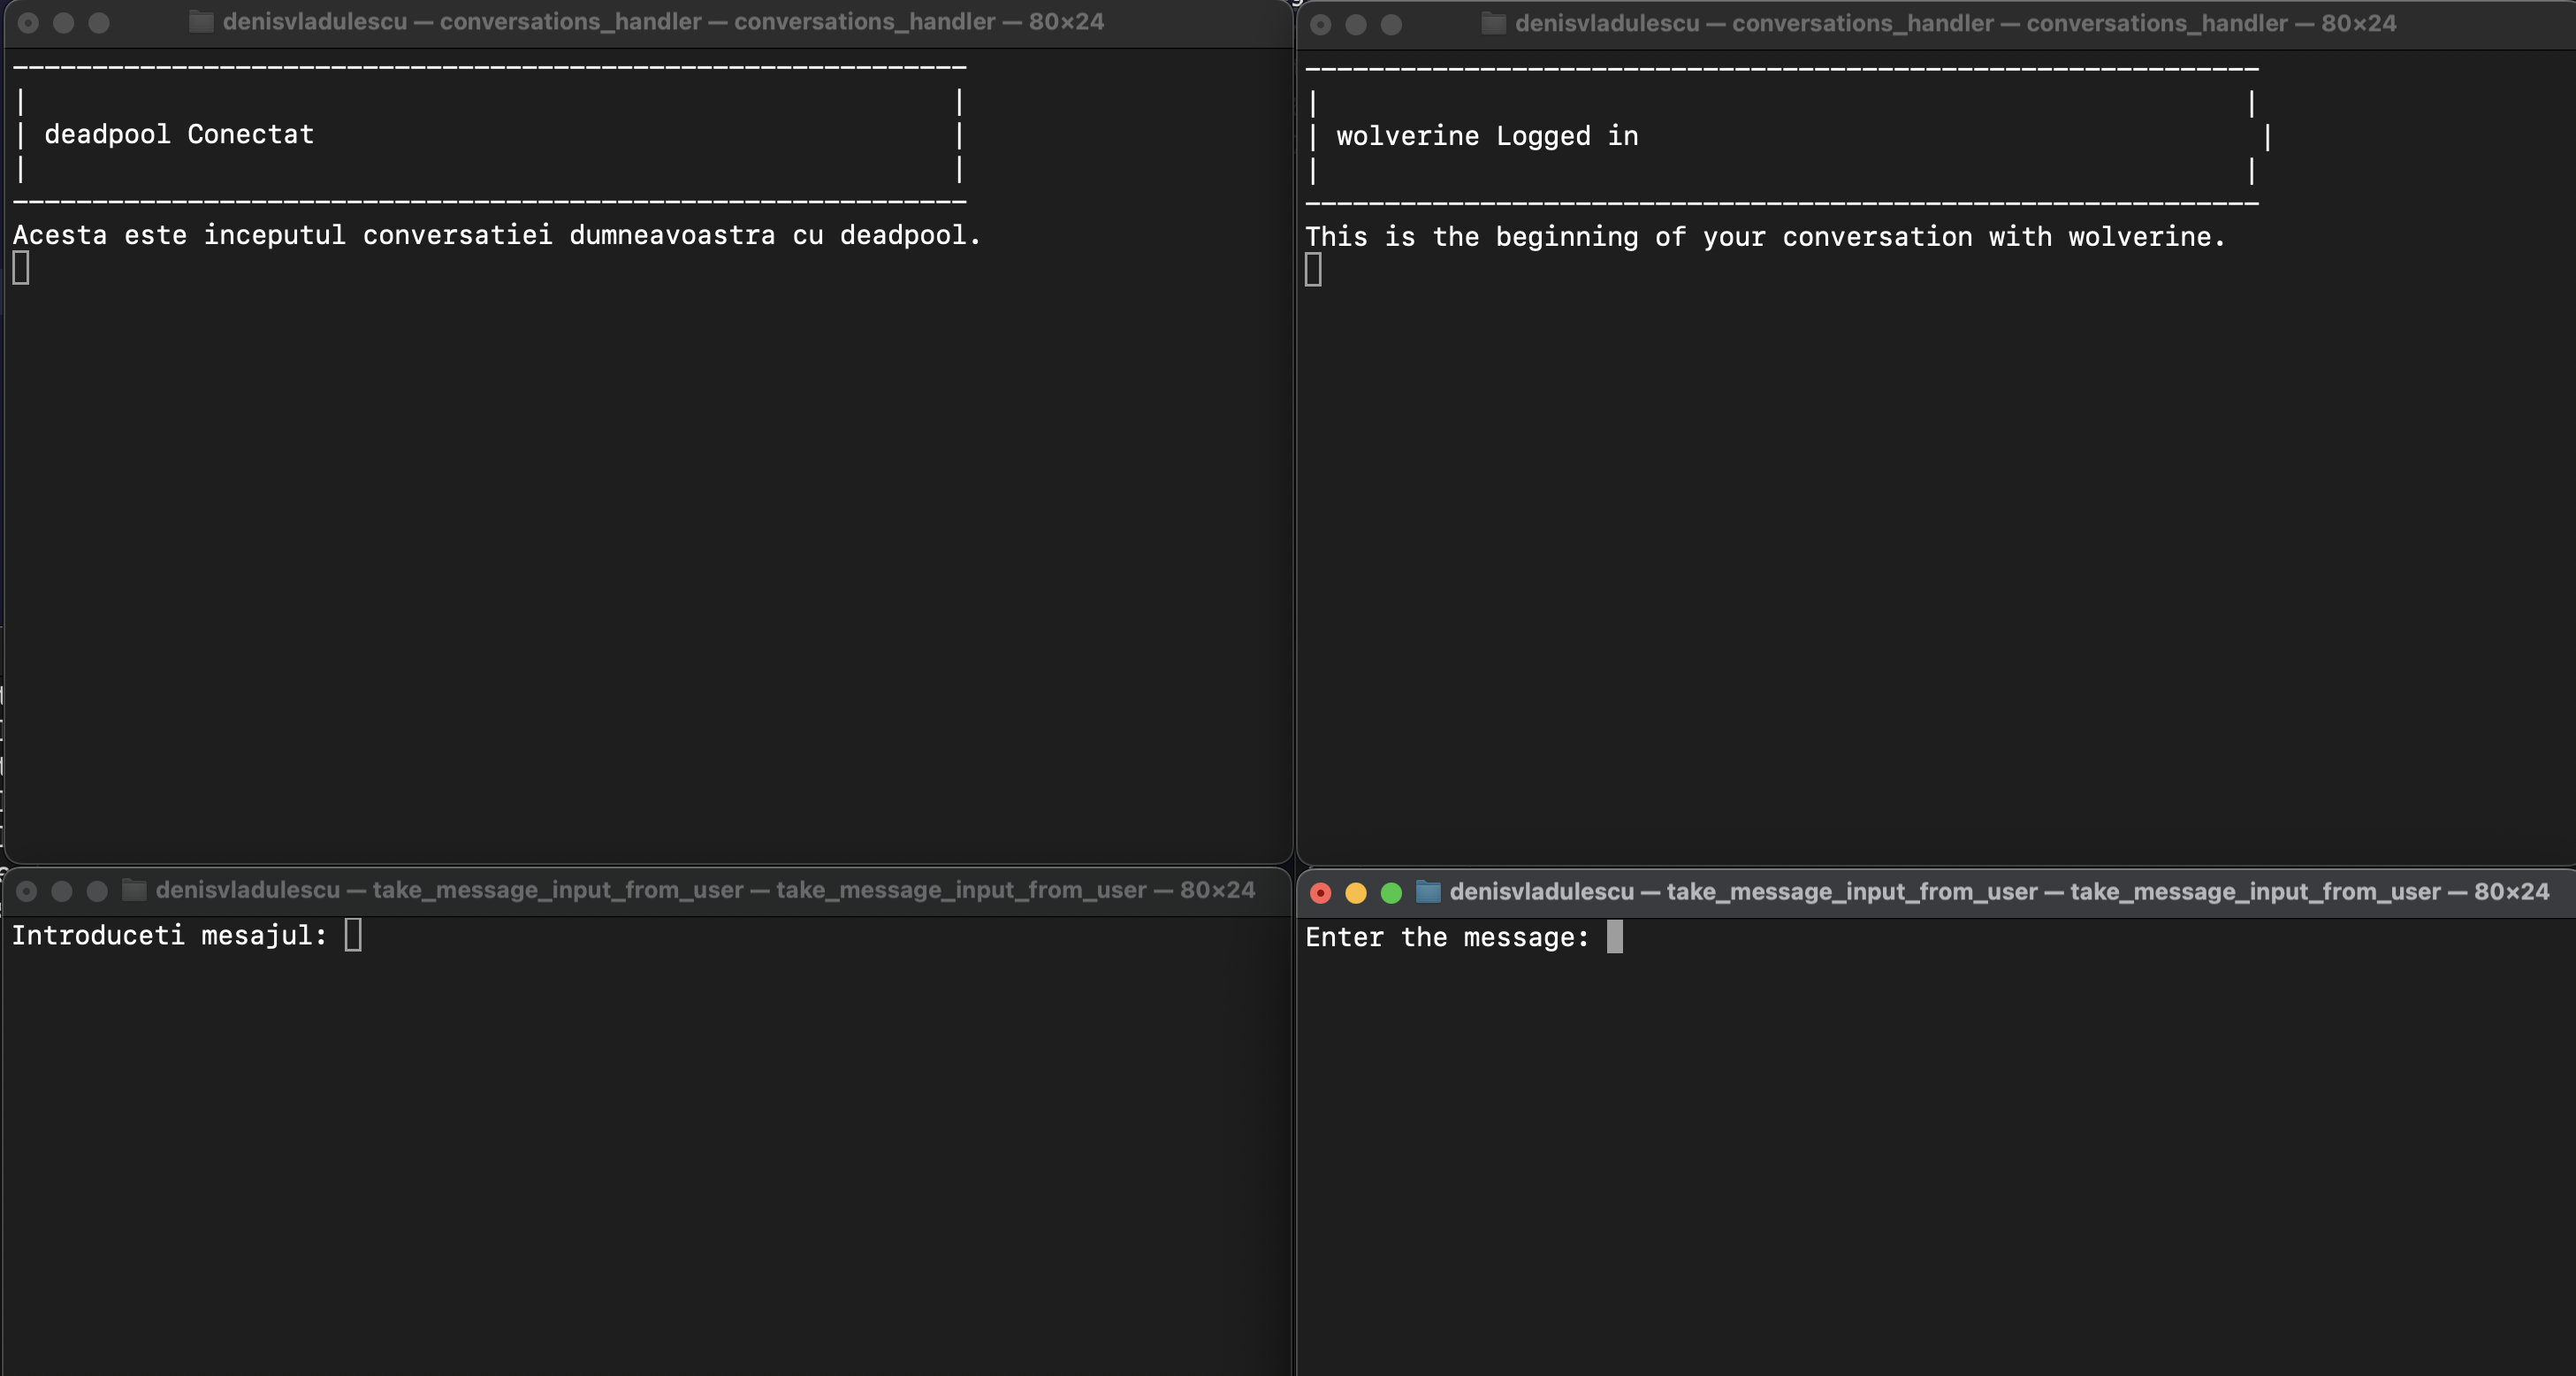 denisvladulescu — conversations_handler — conversations_handler — 80×24
deadpool Conectat
Acesta este inceputul conversatiei dumneavoastra cu deadpool.
denisvladulescu — conversations_handler — conversations_handler — 80×24
wolverine Logged in
This is the beginning of your conversation with wolverine.
denisvladulescu — take_message_input_from_user — take_message_input_from_user — 80×24
Introduceti mesajul:
denisvladulescu — take_message_input_from_user — take_message_input_from_user — 80×24
Enter the message: